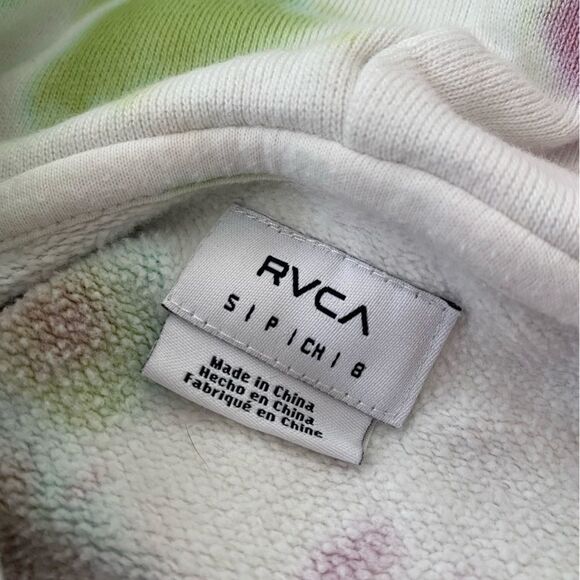 RVCA
S | P | CH | 8
Made in China
Hecho en China
Fabriqué en Chine